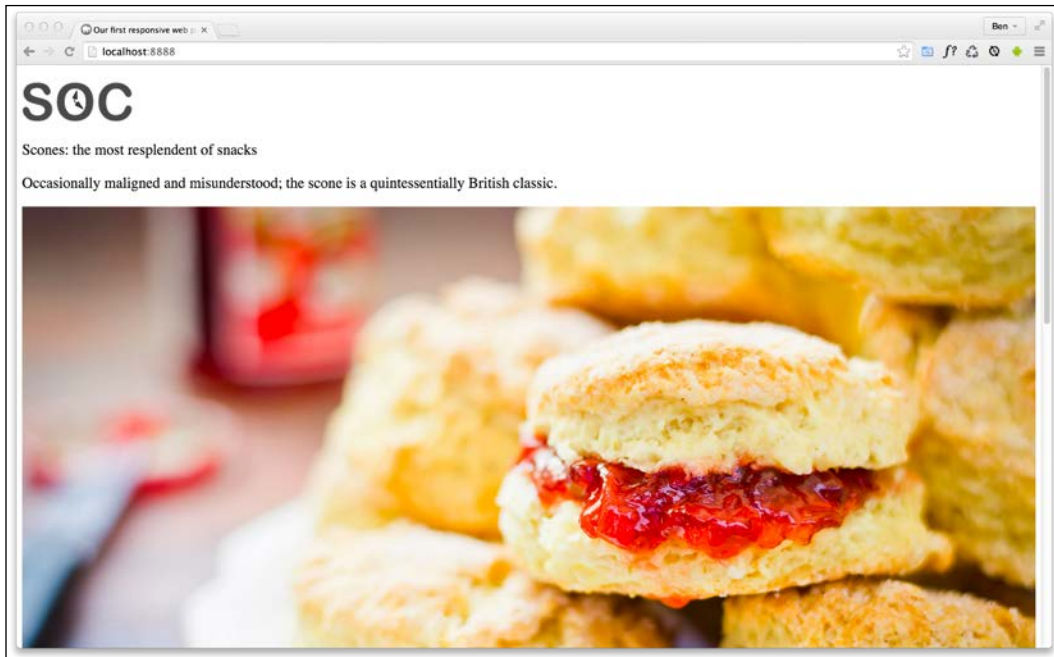 Our first responsive web p
Ben
localhost:8888
f?
SOC
Scones: the most resplendent of snacks
Occasionally maligned and misunderstood; the scone is a quintessentially British classic.